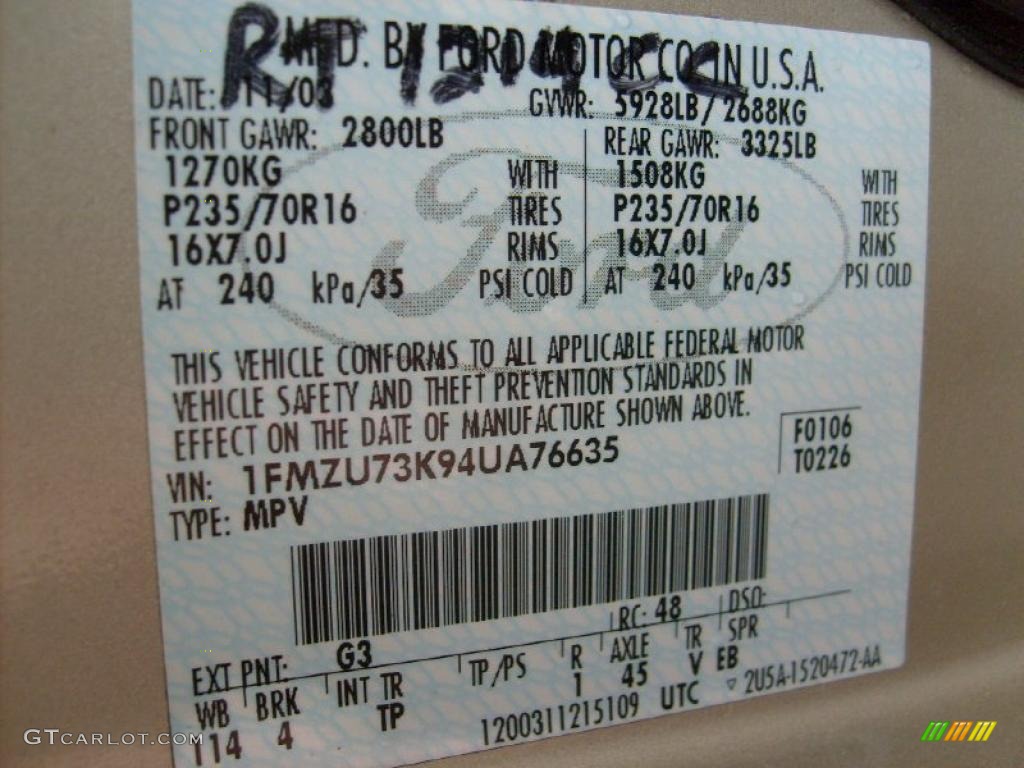 MFD. BY FORD MOTOR CO. IN U.S.A.
DATE: 11/03 GVWR: 5928LB/2688KG
FRONT GAWR: 2800LB REAR GAWR: 3325LB
1270KG WITH 1508KG WITH
P235/70R16 TIRES P235/70R16 TIRES
16X7.0J RIMS 16X7.0J RIMS
AT 240 kPa/35 PSI COLD AT 240 kPa/35 PSI COLD
Ford
THIS VEHICLE CONFORMS TO ALL APPLICABLE FEDERAL MOTOR
VEHICLE SAFETY AND THEFT PREVENTION STANDARDS IN
EFFECT ON THE DATE OF MANUFACTURE SHOWN ABOVE.
F0106
T0226
VIN: 1FMZU73K94UA76635
TYPE: MPV
EXT PNT: G3 RC: 48 DSO:
WB BRK INT TR TP/PS R AXLE TR SPR
114 4 TP 1 45 V EB
1200311215109 UTC ▽ 2U5A-1520472-AA
GTCARLOT.COM